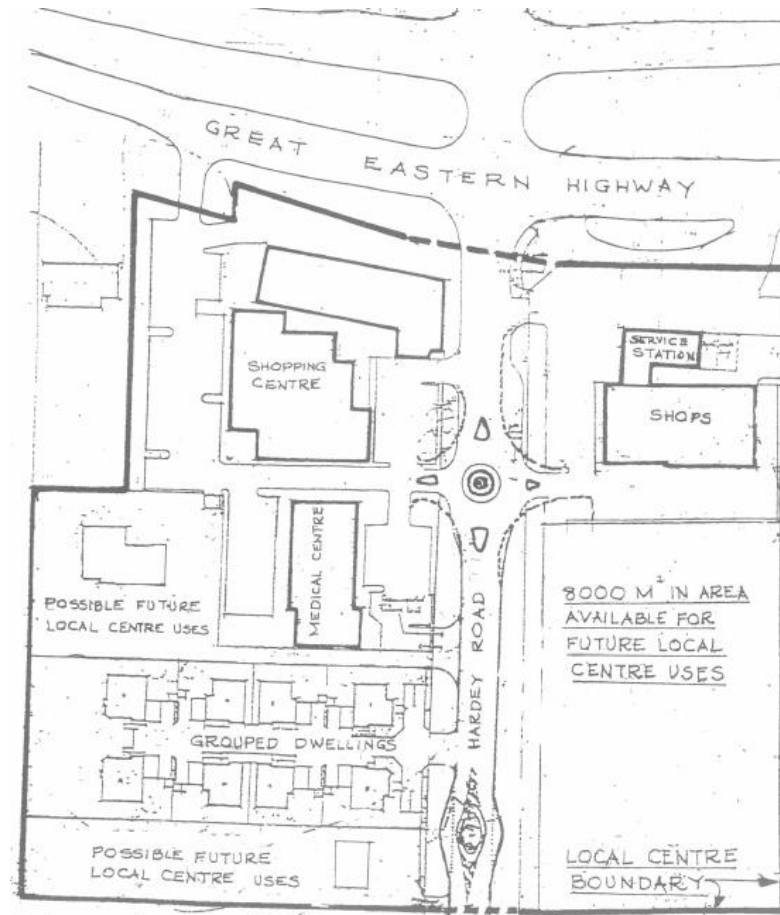 GREAT EASTERN HIGHWAY
SERVICE
STATION
SHOPPING
CENTRE
SHOPS
MEDICAL CENTRE
HARDEY ROAD
8000 M² IN AREA
AVAILABLE FOR
FUTURE LOCAL
CENTRE USES
POSSIBLE FUTURE
LOCAL CENTRE USES
GROUPED DWELLINGS
POSSIBLE FUTURE
LOCAL CENTRE USES
LOCAL CENTRE
BOUNDARY